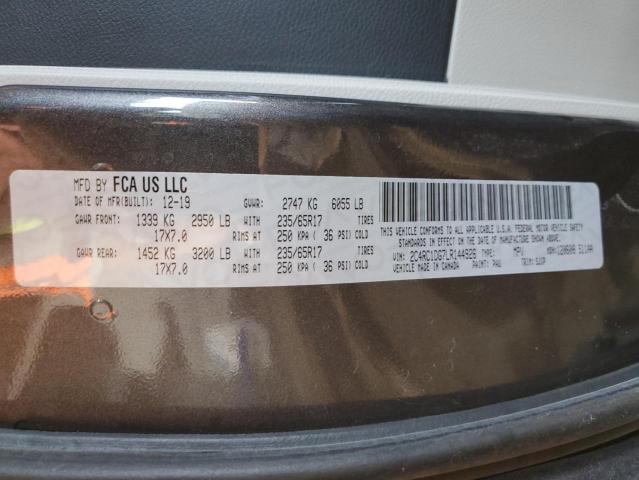 MFD BY FCA US LLC
DATE OF MFR(BUILT): 12-19 GVWR: 2747 KG 6055 LB
GAWR FRONT: 1339 KG 2950 LB WITH 235/65R17 TIRES
17X7.0 RIMS AT 250 KPA ( 36 PSI) COLD
GAWR REAR: 1452 KG 3200 LB WITH 235/65R17 TIRES
17X7.0 RIMS AT 250 KPA ( 36 PSI) COLD
THIS VEHICLE CONFORMS TO ALL APPLICABLE U.S.A. FEDERAL MOTOR VEHICLE SAFETY
STANDARDS IN EFFECT ON THE DATE OF MANUFACTURE SHOWN ABOVE.
VIN: 2C4RC1DG7LR144526 TYPE: MPV MDH:
MADE IN CANADA PAINT: PAU TRIM: